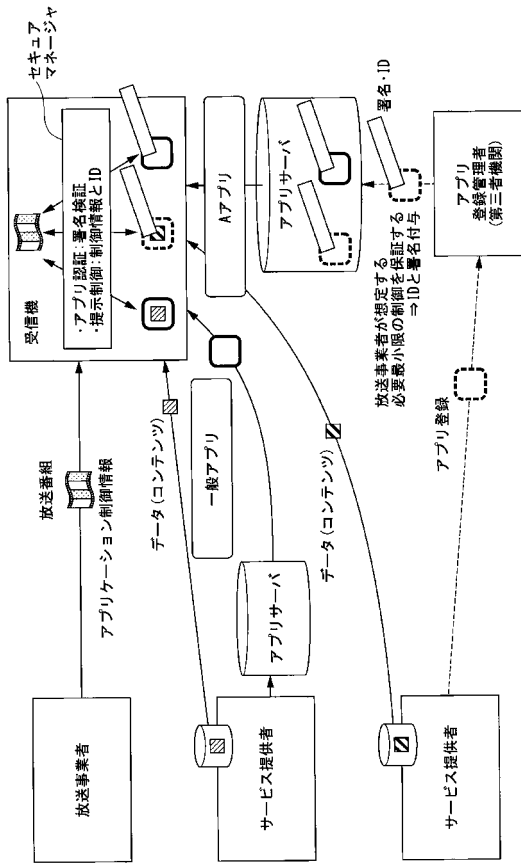 放送事業者
放送番組
アプリケーション制御情報
受信機
セキュア
マネージャ
・アプリ認証:署名検証
・提示制御:制御情報とID
サービス提供者
データ(コンテンツ)
一般アプリ
アプリサーバ
Aアプリ
アプリサーバ
データ(コンテンツ)
放送事業者が想定する
必要最小限の制御を保証する
⇒IDと署名付与
署名・ID
サービス提供者
アプリ登録
アプリ
登録管理者
(第三者機関)